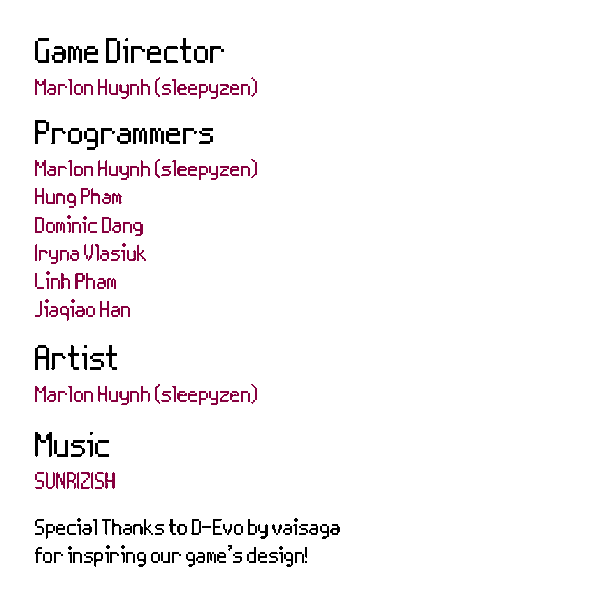 Game Director
Marlon Huynh (sleepyzen)
Programmers
Marlon Huynh (sleepyzen)
Hung Pham
Dominic Dang
Iryna Vlasiuk
Linh Pham
Jiaqiao Han
Artist
Marlon Huynh (sleepyzen)
Music
SUNRIZISH
Special Thanks to D-Evo by vaisaga
for inspiring our game's design!